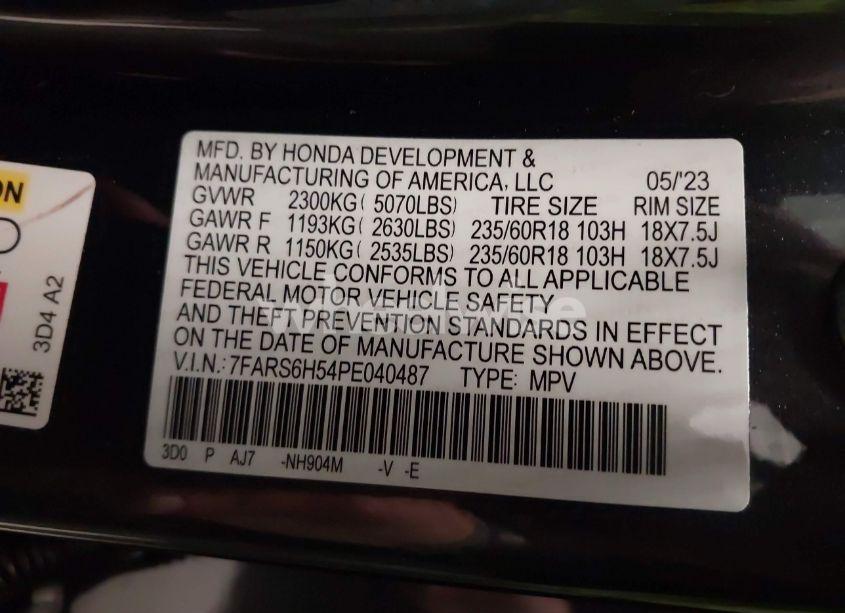 MFD. BY HONDA DEVELOPMENT &
MANUFACTURING OF AMERICA, LLC 05/'23
GVWR 2300KG( 5070LBS) TIRE SIZE RIM SIZE
GAWR F 1193KG( 2630LBS) 235/60R18 103H 18X7.5J
GAWR R 1150KG( 2535LBS) 235/60R18 103H 18X7.5J
THIS VEHICLE CONFORMS TO ALL APPLICABLE
FEDERAL MOTOR VEHICLE SAFETY
AND THEFT PREVENTION STANDARDS IN EFFECT
ON THE DATE OF MANUFACTURE SHOWN ABOVE.
V.I.N.:7FARS6H54PE040487 TYPE: MPV
3D0 P AJ7 -NH904M -V -E
ON
3D4 A2